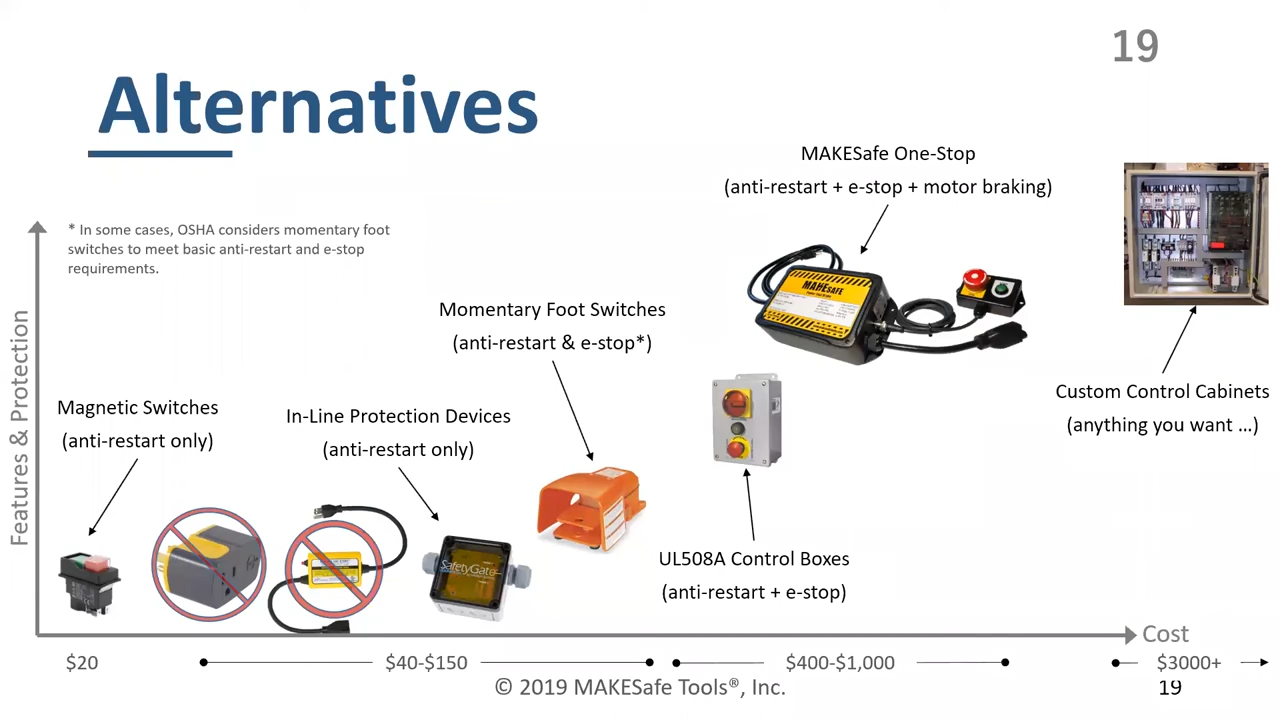 19
Alternatives
MAKESafe One-Stop
(anti-restart + e-stop + motor braking)
* In some cases, OSHA considers momentary foot
switches to meet basic anti-restart and e-stop
requirements.
Momentary Foot Switches
(anti-restart & e-stop*)
Magnetic Switches
(anti-restart only)
In-Line Protection Devices
(anti-restart only)
Custom Control Cabinets
(anything you want ...)
UL508A Control Boxes
(anti-restart + e-stop)
Features & Protection
MAKESAFE
SafetyGate
Cost
$20
$40-$150
$400-$1,000
$3000+
© 2019 MAKESafe Tools®, Inc.
19